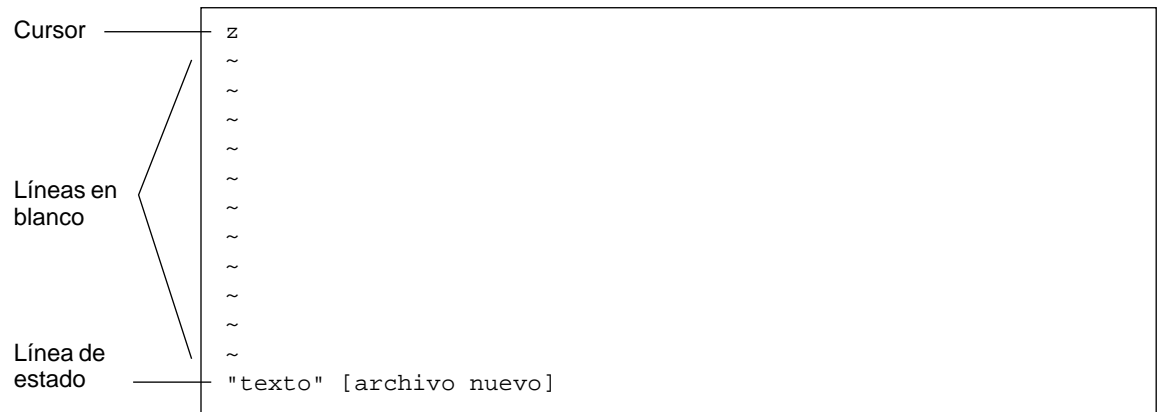 Cursor
z
~
~
~
~
~
Líneas en
blanco
~
~
~
~
~
~
Línea de
estado
"texto" [archivo nuevo]